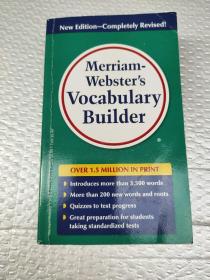 New Edition—Completely Revised!
Merriam-
Webster's
Vocabulary
Builder
OVER 1.5 MILLION IN PRINT
Introduces more than 3,500 words
More than 200 new words and roots
Quizzes to test progress
Great preparation for students
taking standardized tests